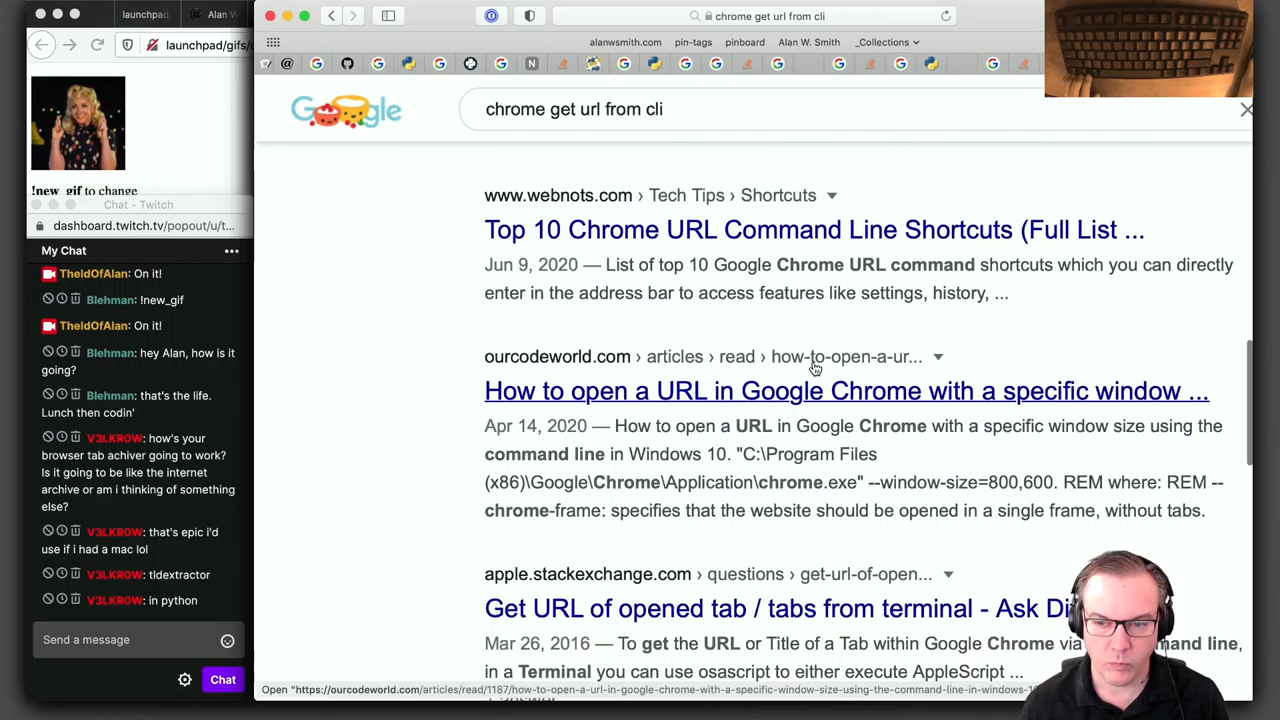 launchpad
Alan W
launchpad/gifs/
!new_gif to change
Chat - Twitch
dashboard.twitch.tv/popout/u/t...
My Chat
TheIdOfAlan: On it!
Blehman: !new_gif
TheIdOfAlan: On it!
Blehman: hey Alan, how is it
going?
Blehman: that's the life.
Lunch then codin'
V3LKR0W: how's your
browser tab achiver going to work?
Is it going to be like the internet
archive or am i thinking of something
else?
V3LKR0W: that's epic i'd
use if i had a mac lol
V3LKR0W: tldextractor
V3LKR0W: in python
Send a message
Chat
chrome get url from cli
alanwsmith.com
pin-tags
pinboard
Alan W. Smith
_Collections
Google
chrome get url from cli
www.webnots.com › Tech Tips › Shortcuts
Top 10 Chrome URL Command Line Shortcuts (Full List ...
Jun 9, 2020 — List of top 10 Google Chrome URL command shortcuts which you can directly
enter in the address bar to access features like settings, history, ...
ourcodeworld.com › articles › read › how-to-open-a-ur...
How to open a URL in Google Chrome with a specific window ...
Apr 14, 2020 — How to open a URL in Google Chrome with a specific window size using the
command line in Windows 10. "C:\Program Files
(x86)\Google\Chrome\Application\chrome.exe" --window-size=800,600. REM where: REM --
chrome-frame: specifies that the website should be opened in a single frame, without tabs.
apple.stackexchange.com › questions › get-url-of-open...
Get URL of opened tab / tabs from terminal - Ask Di
Mar 26, 2016 — To get the URL or Title of a Tab within Google Chrome via mand line,
in a Terminal you can use osascript to either execute AppleScript ...
Open "https://ourcodeworld.com/articles/read/1187/how-to-open-a-url-in-google-chrome-with-a-specific-window-size-using-the-command-line-in-windows-1